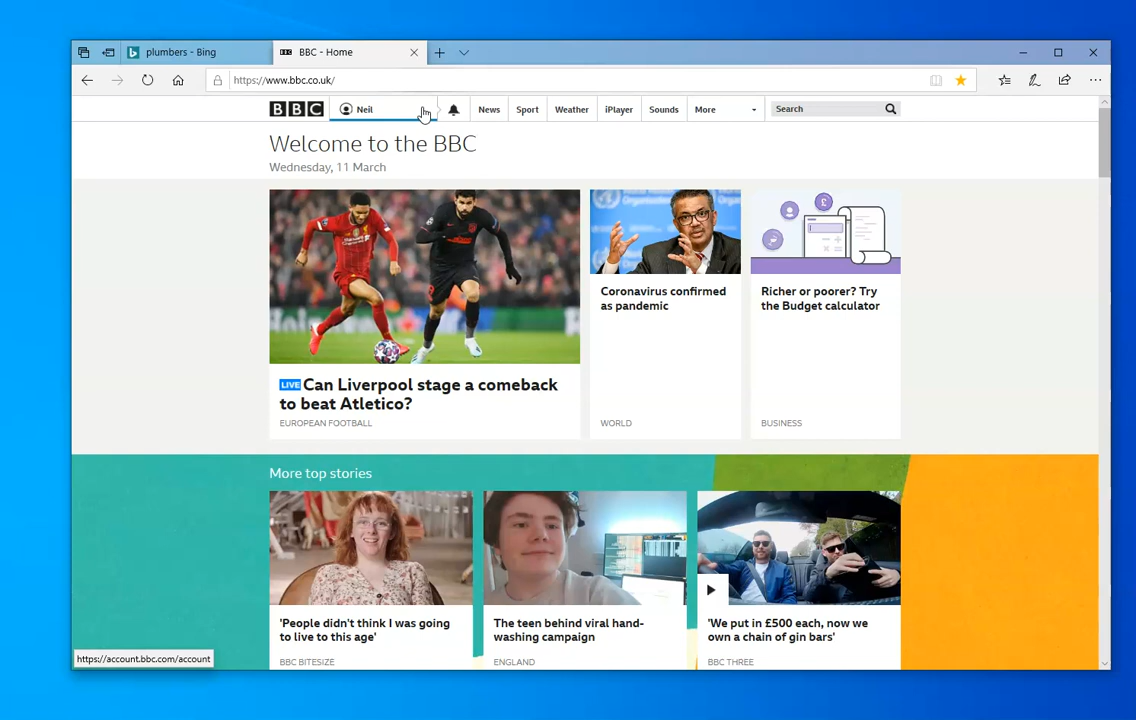 plumbers - Bing
BBC - Home
https://www.bbc.co.uk/
BBC
Neil
News
Sport
Weather
iPlayer
Sounds
More
Search
Welcome to the BBC
Wednesday, 11 March
LIVE Can Liverpool stage a comeback
to beat Atletico?
EUROPEAN FOOTBALL
Coronavirus confirmed
as pandemic
WORLD
Richer or poorer? Try
the Budget calculator
BUSINESS
More top stories
'People didn't think I was going
to live to this age'
BBC BITESIZE
The teen behind viral hand-
washing campaign
ENGLAND
'We put in £500 each, now we
own a chain of gin bars'
BBC THREE
https://account.bbc.com/account